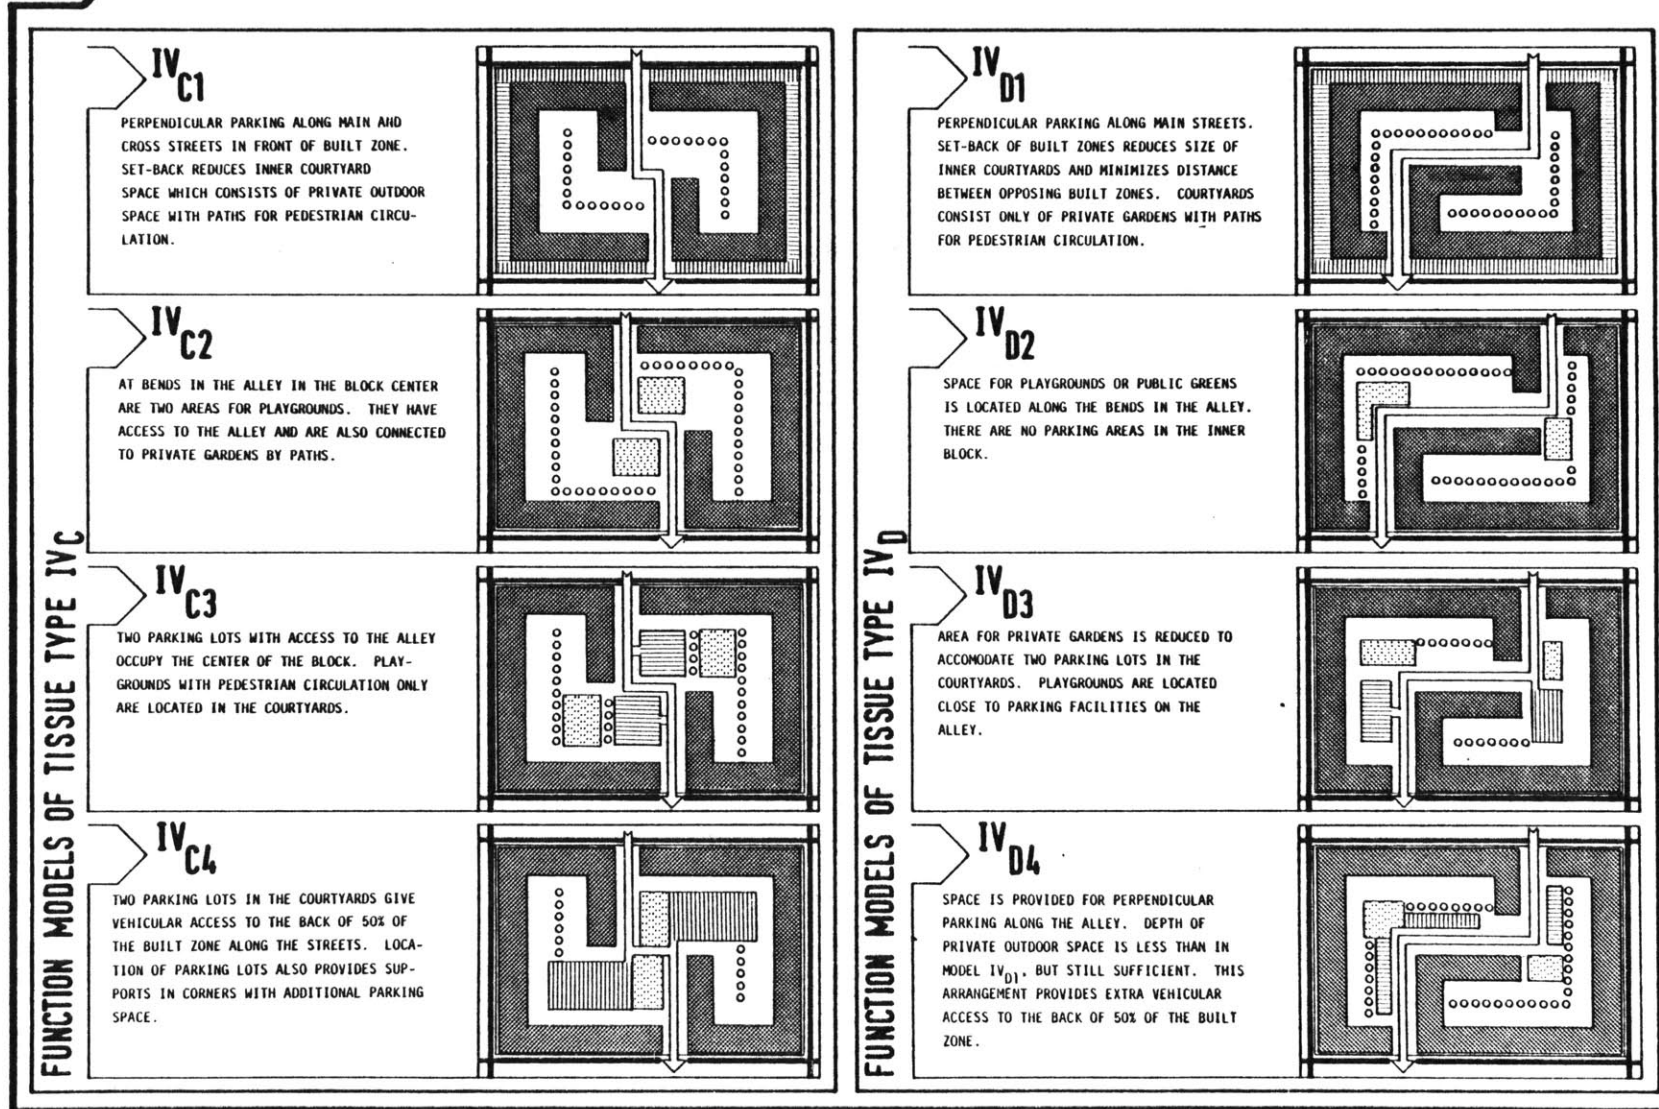 FUNCTION MODELS OF TISSUE TYPE IVC
IVC1
PERPENDICULAR PARKING ALONG MAIN AND
CROSS STREETS IN FRONT OF BUILT ZONE.
SET-BACK REDUCES INNER COURTYARD
SPACE WHICH CONSISTS OF PRIVATE OUTDOOR
SPACE WITH PATHS FOR PEDESTRIAN CIRCU-
LATION.
IVC2
AT BENDS IN THE ALLEY IN THE BLOCK CENTER
ARE TWO AREAS FOR PLAYGROUNDS. THEY HAVE
ACCESS TO THE ALLEY AND ARE ALSO CONNECTED
TO PRIVATE GARDENS BY PATHS.
IVC3
TWO PARKING LOTS WITH ACCESS TO THE ALLEY
OCCUPY THE CENTER OF THE BLOCK. PLAY-
GROUNDS WITH PEDESTRIAN CIRCULATION ONLY
ARE LOCATED IN THE COURTYARDS.
IVC4
TWO PARKING LOTS IN THE COURTYARDS GIVE
VEHICULAR ACCESS TO THE BACK OF 50% OF
THE BUILT ZONE ALONG THE STREETS. LOCA-
TION OF PARKING LOTS ALSO PROVIDES SUP-
PORTS IN CORNERS WITH ADDITIONAL PARKING
SPACE.
FUNCTION MODELS OF TISSUE TYPE IVD
IVD1
PERPENDICULAR PARKING ALONG MAIN STREETS.
SET-BACK OF BUILT ZONES REDUCES SIZE OF
INNER COURTYARDS AND MINIMIZES DISTANCE
BETWEEN OPPOSING BUILT ZONES. COURTYARDS
CONSIST ONLY OF PRIVATE GARDENS WITH PATHS
FOR PEDESTRIAN CIRCULATION.
IVD2
SPACE FOR PLAYGROUNDS OR PUBLIC GREENS
IS LOCATED ALONG THE BENDS IN THE ALLEY.
THERE ARE NO PARKING AREAS IN THE INNER
BLOCK.
IVD3
AREA FOR PRIVATE GARDENS IS REDUCED TO
ACCOMODATE TWO PARKING LOTS IN THE
COURTYARDS. PLAYGROUNDS ARE LOCATED
CLOSE TO PARKING FACILITIES ON THE
ALLEY.
IVD4
SPACE IS PROVIDED FOR PERPENDICULAR
PARKING ALONG THE ALLEY. DEPTH OF
PRIVATE OUTDOOR SPACE IS LESS THAN IN
MODEL IVD1, BUT STILL SUFFICIENT. THIS
ARRANGEMENT PROVIDES EXTRA VEHICULAR
ACCESS TO THE BACK OF 50% OF THE BUILT
ZONE.